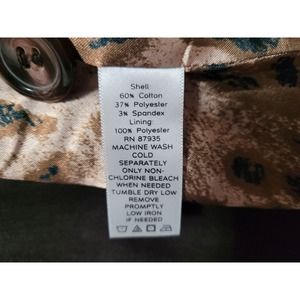 Shell
60% Cotton
37% Polyester
3% Spandex
Lining
100% Polyester
RN 87935
MACHINE WASH
COLD
SEPARATELY
ONLY NON-
CHLORINE BLEACH
WHEN NEEDED
TUMBLE DRY LOW
REMOVE
PROMPTLY
LOW IRON
IF NEEDED